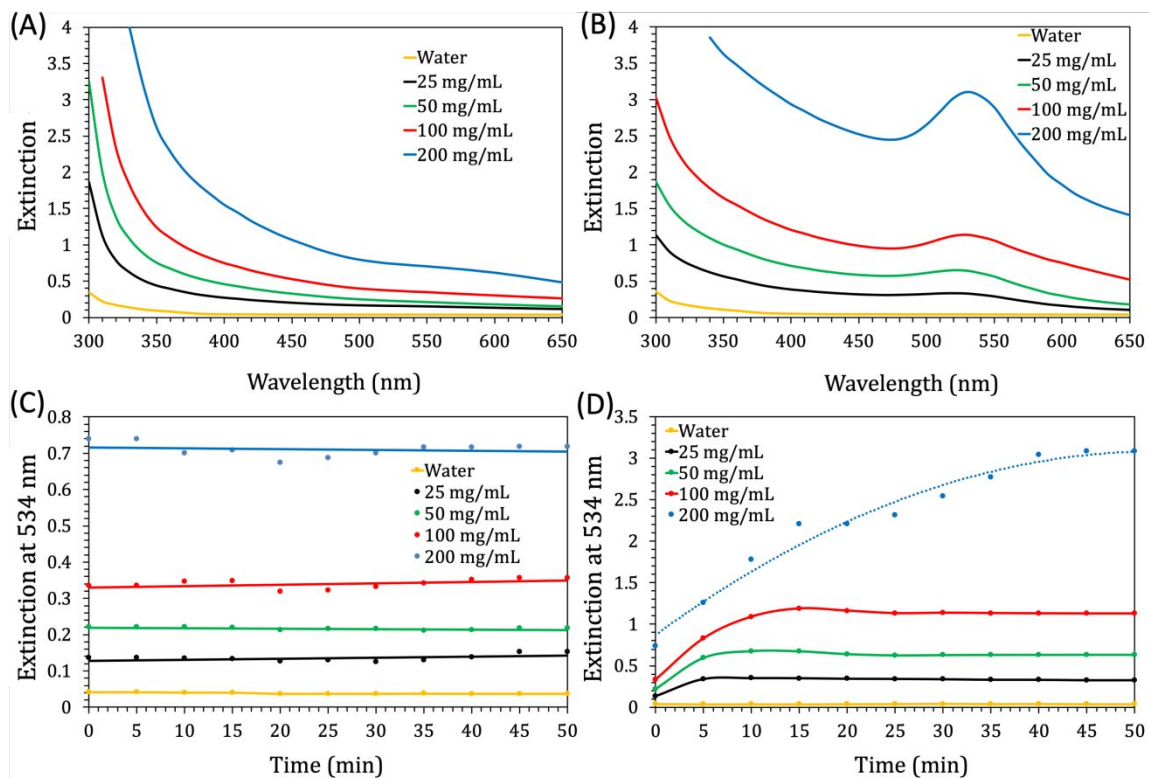 (A)
4
3.5
3
2.5
2
1.5
1
0.5
0
Extinction
300 350 400 450 500 550 600 650
Wavelength (nm)
Water
25 mg/mL
50 mg/mL
100 mg/mL
200 mg/mL
(B)
4
3.5
3
2.5
2
1.5
1
0.5
0
Extinction
300 350 400 450 500 550 600 650
Wavelength (nm)
Water
25 mg/mL
50 mg/mL
100 mg/mL
200 mg/mL
(C)
0.8
0.7
0.6
0.5
0.4
0.3
0.2
0.1
0
Extinction at 534 nm
0 5 10 15 20 25 30 35 40 45 50
Time (min)
Water
25 mg/mL
50 mg/mL
100 mg/mL
200 mg/mL
(D)
3.5
3
2.5
2
1.5
1
0.5
0
Extinction at 534 nm
0 5 10 15 20 25 30 35 40 45 50
Time (min)
Water
25 mg/mL
50 mg/mL
100 mg/mL
200 mg/mL